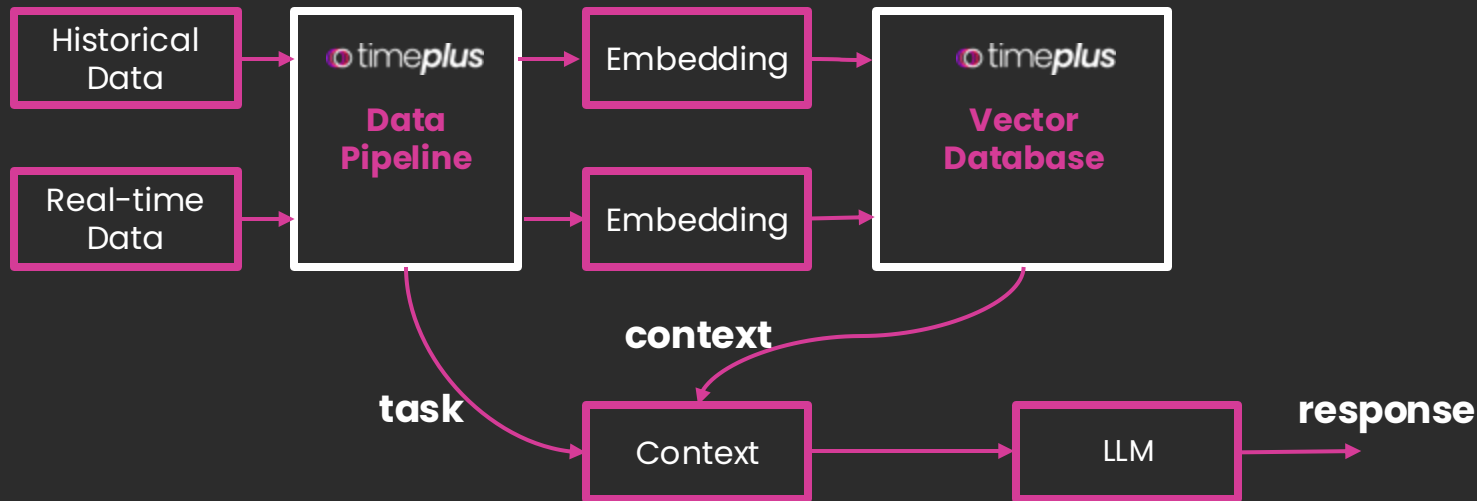 Historical
Data
timeplus
Data
Pipeline
Embedding
timeplus
Vector
Database
Real-time
Data
Embedding
context
task
Context
LLM
response